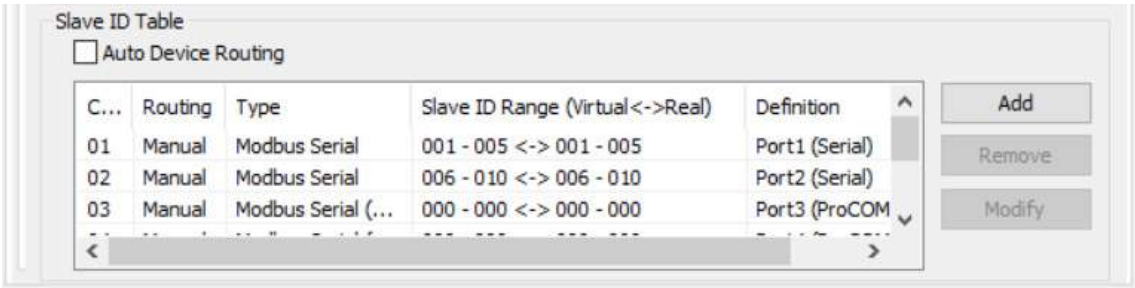 Slave ID Table
Auto Device Routing
C... Routing Type Slave ID Range (Virtual<->Real) Definition
Add
01 Manual Modbus Serial 001 - 005 <-> 001 - 005 Port1 (Serial)
Remove
02 Manual Modbus Serial 006 - 010 <-> 006 - 010 Port2 (Serial)
03 Manual Modbus Serial (... 000 - 000 <-> 000 - 000 Port3 (ProCOM
Modify